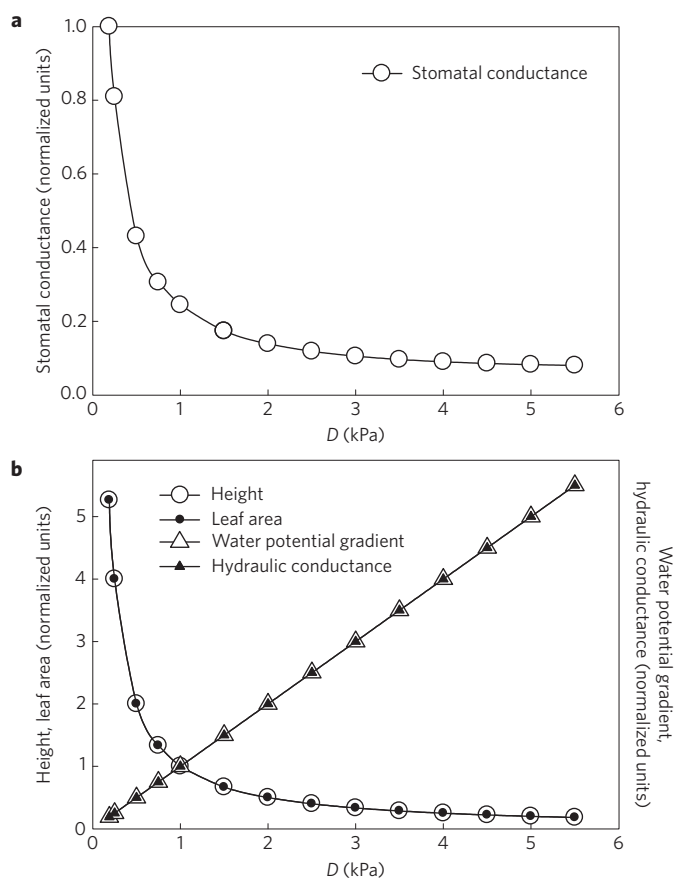 a
Stomatal conductance (normalized units)
1.0
0.8
0.6
0.4
0.2
0.0
Stomatal conductance
0 1 2 3 4 5 6
D (kPa)
b
Height, leaf area (normalized units)
5
4
3
2
1
0
Height
Leaf area
Water potential gradient
Hydraulic conductance
Water potential gradient,
hydraulic conductance (normalized units)
0 1 2 3 4 5 6
D (kPa)